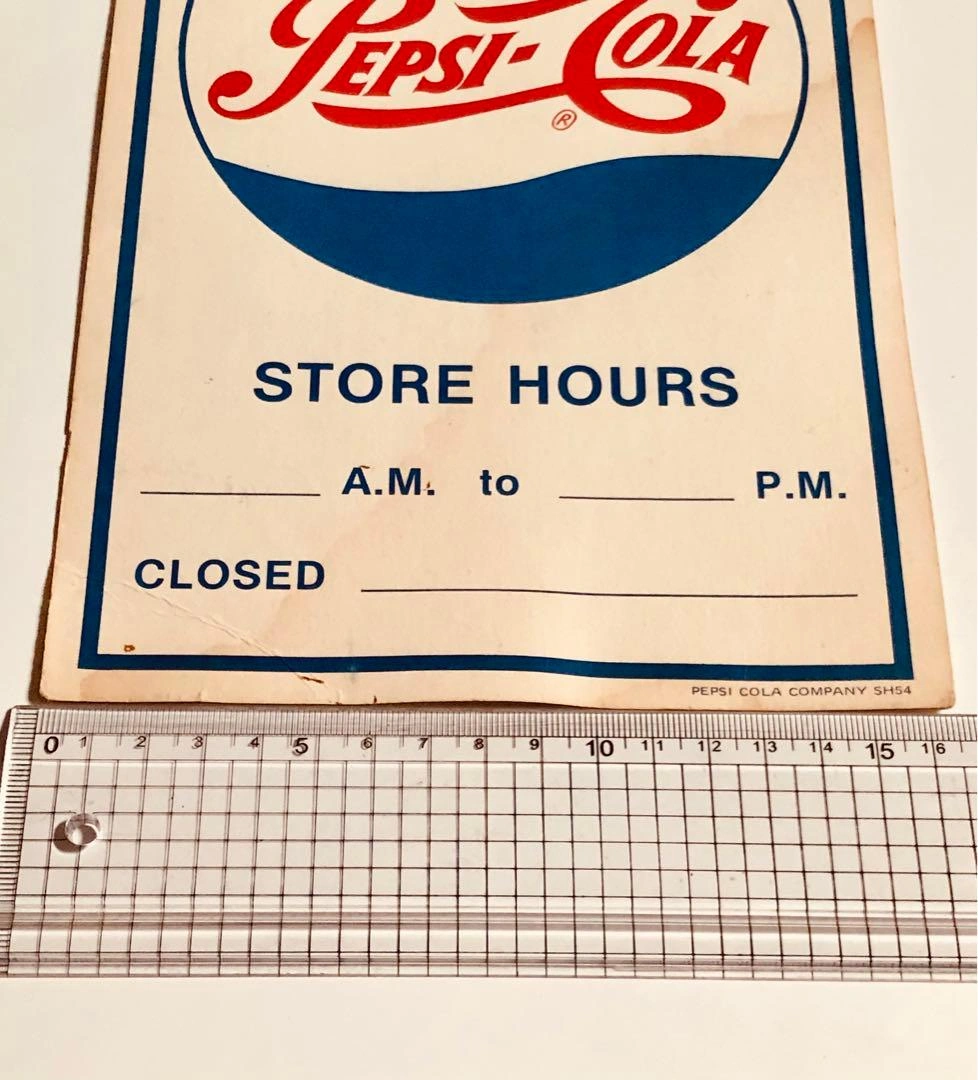 PEPSI-COLA
®
STORE HOURS
A.M. to P.M.
CLOSED
PEPSI COLA COMPANY SH54
0 1 2 3 4 5 6 7 8 9 10 11 12 13 14 15 16